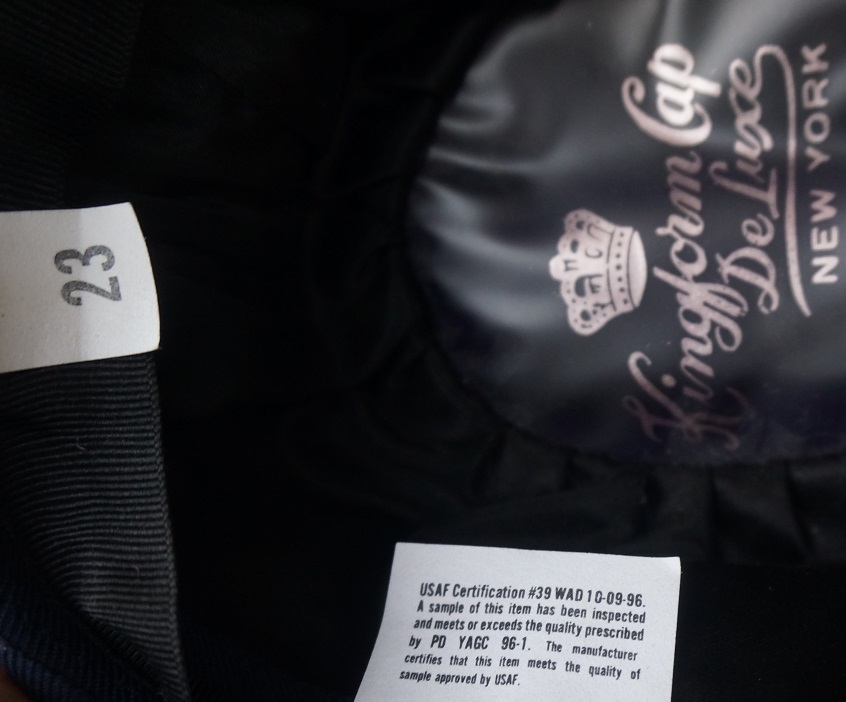 23
Kingform Cap
De Luxe
NEW YORK
USAF Certification #39 WAD 10-09-96.
A sample of this item has been inspected
and meets or exceeds the quality prescribed
by PD YAGC 96-1. The manufacturer
certifies that this item meets the quality of
sample approved by USAF.